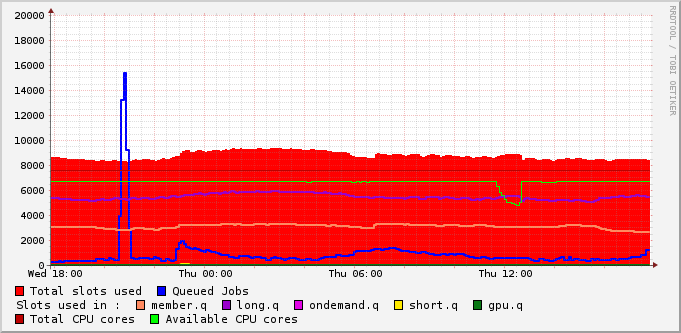 20000
18000
16000
14000
12000
10000
8000
6000
4000
2000
0
Wed 18:00 Thu 00:00 Thu 06:00 Thu 12:00
Total slots used Queued Jobs
Slots used in : member.q long.q ondemand.q short.q gpu.q
Total CPU cores Available CPU cores
RRDTOOL / TOBI OETIKER